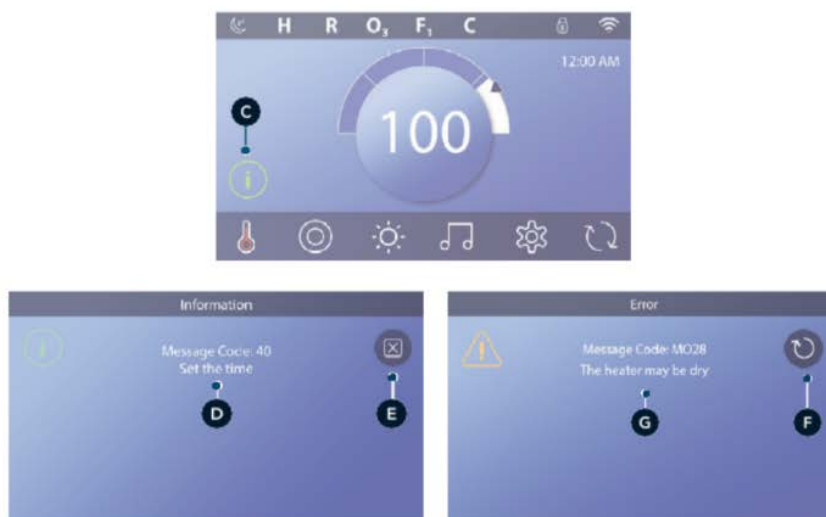 H R O₃ F₁ C
12:00 AM
C
100
i
Information
i
Message Code: 40
Set the time
D
E
Error
Message Code: MO28
The heater may be dry
G
F